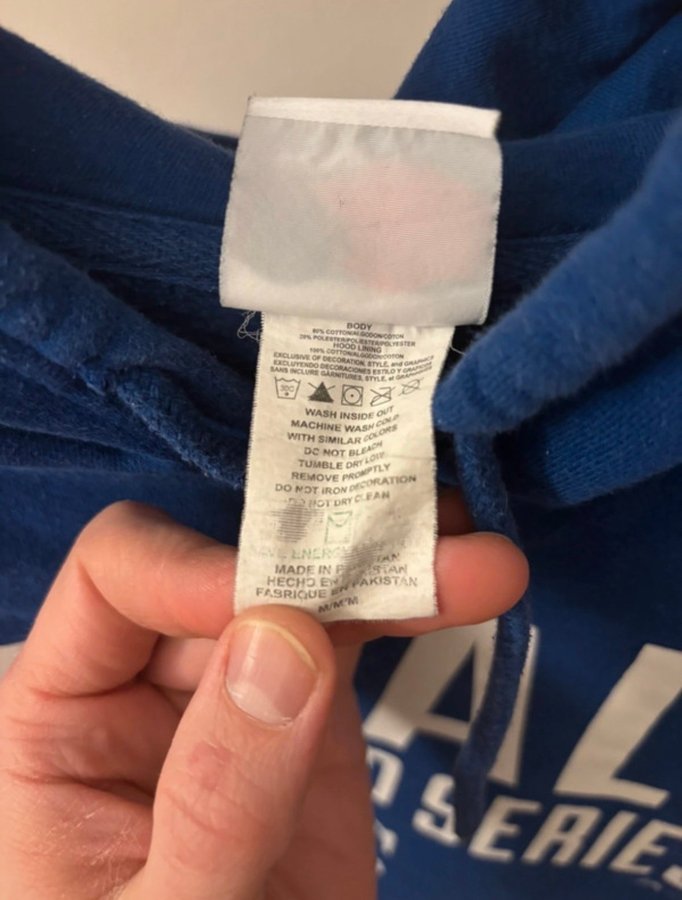 BODY
80% COTTON/ALGODON/COTON
20% POLYESTER/POLIESTER/POLYESTER
HOOD LINING
100% COTTON/ALGODON/COTON
EXCLUSIVE OF DECORATION, STYLE, and GRAPHICS
EXCLUYENDO DECORACIONES ESTILO Y GRAFICOS
SANS INCLURE GARNITURES, STYLE, et GRAPHIQUES
30C
WASH INSIDE OUT
MACHINE WASH COLD
WITH SIMILAR COLORS
DO NOT BLEACH
TUMBLE DRY LOW
REMOVE PROMPTLY
DO NOT IRON DECORATION
DO NOT DRY CLEAN
MADE IN PAKISTAN
HECHO EN PAKISTAN
FABRIQUE EN PAKISTAN
M/M/M
AL
SERIES